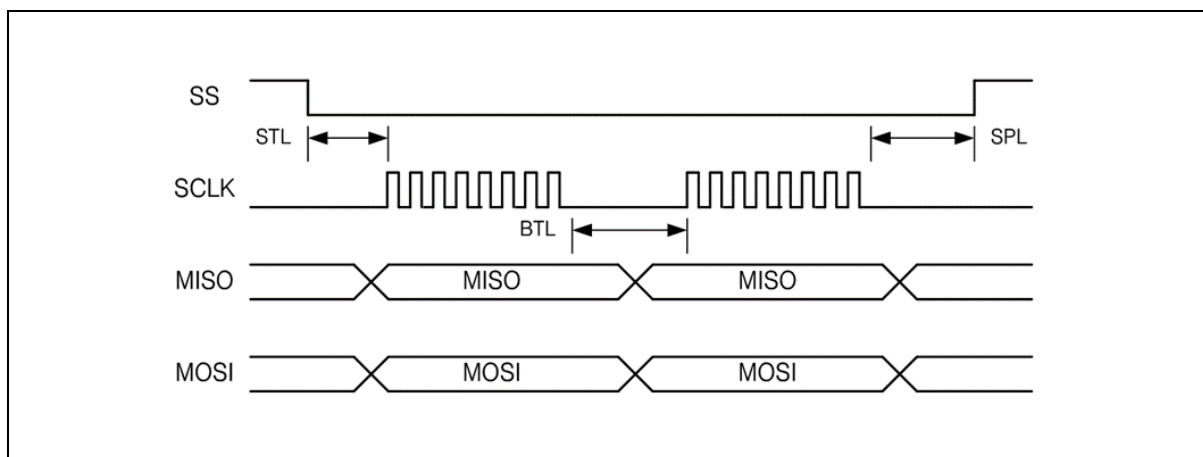 SS
STL
SPL
SCLK
BTL
MISO MISO MISO
MOSI MOSI MOSI